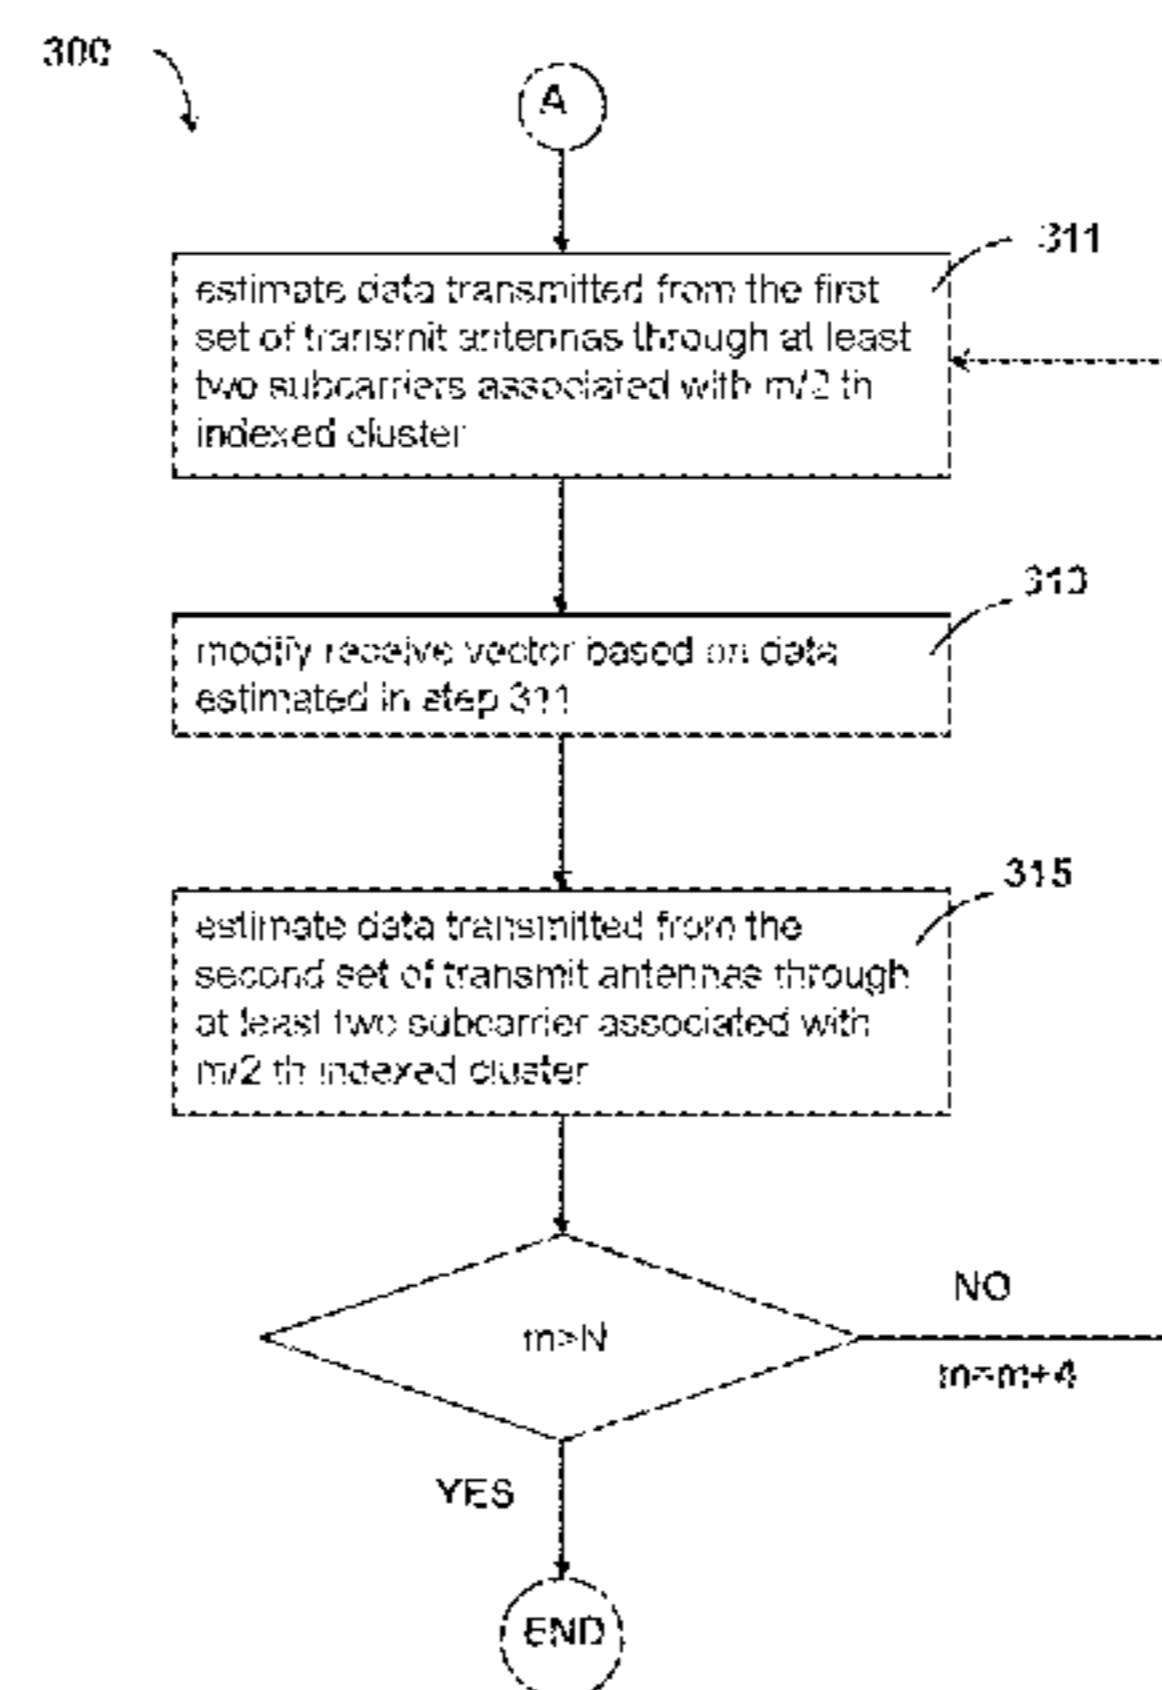 300
A
311
estimate data transmitted from the first
set of transmit antennas through at least
two subcarriers associated with m/2 th
indexed cluster
313
modify receive vector based on data
estimated in step 311
315
estimate data transmitted from the
second set of transmit antennas through
at least two subcarrier associated with
m/2 th indexed cluster
m>N
NO
m=m+4
YES
END